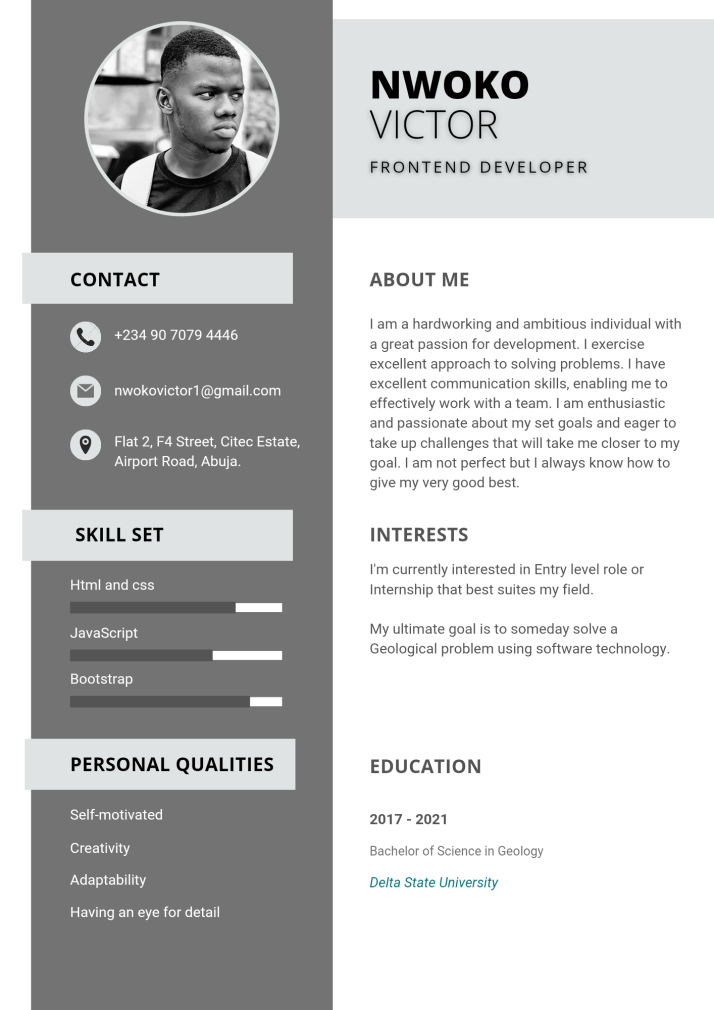 NWOKO
VICTOR
FRONTEND DEVELOPER
CONTACT
+234 90 7079 4446
nwokovictor1@gmail.com
Flat 2, F4 Street, Citec Estate,
Airport Road, Abuja.
SKILL SET
Html and css
JavaScript
Bootstrap
PERSONAL QUALITIES
Self-motivated
Creativity
Adaptability
Having an eye for detail
ABOUT ME
I am a hardworking and ambitious individual with
a great passion for development. I exercise
excellent approach to solving problems. I have
excellent communication skills, enabling me to
effectively work with a team. I am enthusiastic
and passionate about my set goals and eager to
take up challenges that will take me closer to my
goal. I am not perfect but I always know how to
give my very good best.
INTERESTS
I'm currently interested in Entry level role or
Internship that best suites my field.
My ultimate goal is to someday solve a
Geological problem using software technology.
EDUCATION
2017 - 2021
Bachelor of Science in Geology
Delta State University